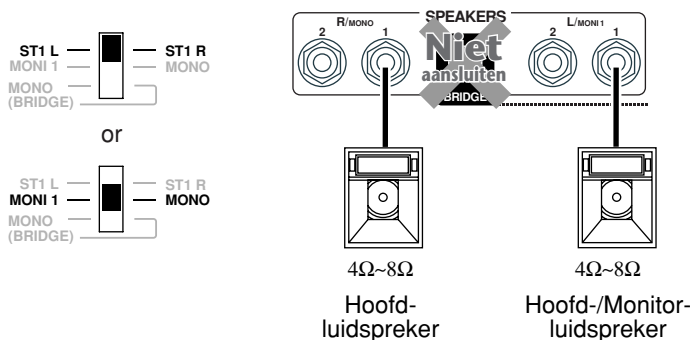 ST1 L ST1 R
MONI 1 MONO
MONO
(BRIDGE)
or
ST1 L ST1 R
MONI 1 MONO
MONO
(BRIDGE)
SPEAKERS
R/MONO L/MONI 1
2 1 2 1
Niet
aansluiten
BRIDGE
4Ω~8Ω 4Ω~8Ω
Hoofd-
luidspreker
Hoofd-/Monitor-
luidspreker